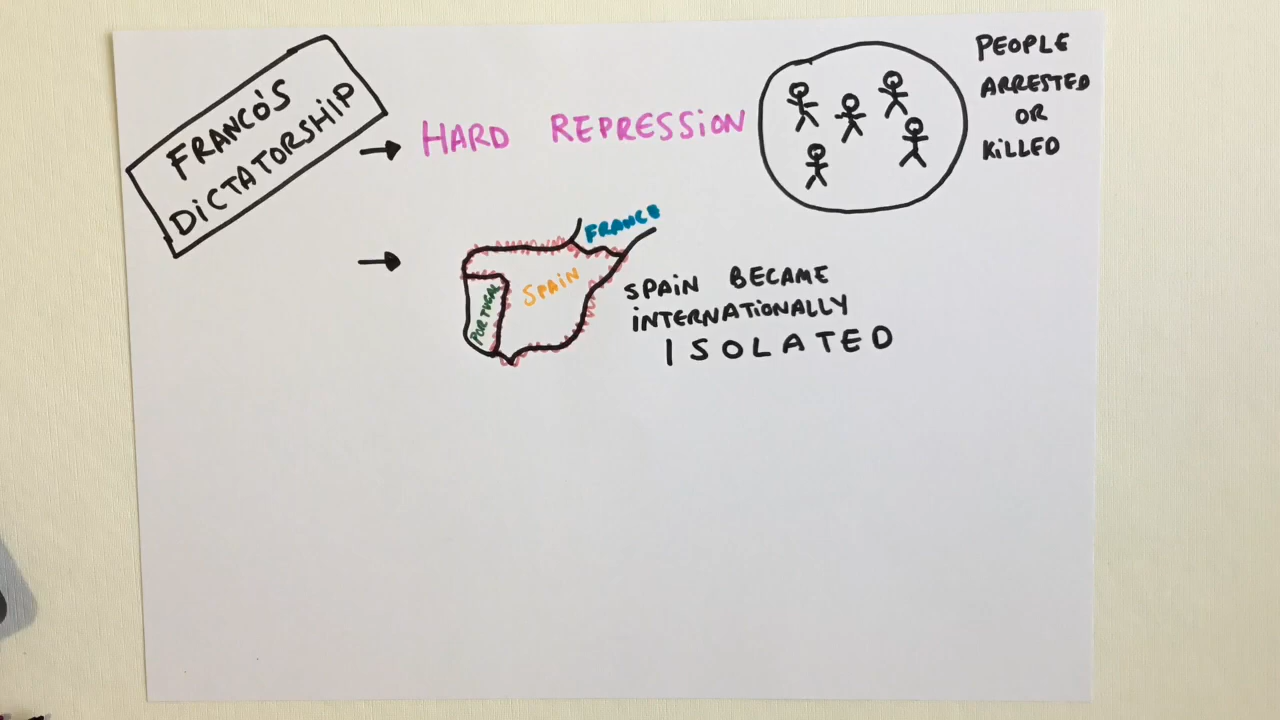 FRANCO'S
DiCTATORSHiP
HARD REPRESSiON
PEOPLE
ARRESTED
OR
KiLLED
FRANCE
SPAiN
PORTUGAL
SPAiN BECAME
iNTERNATiONALLY
ISOLATED